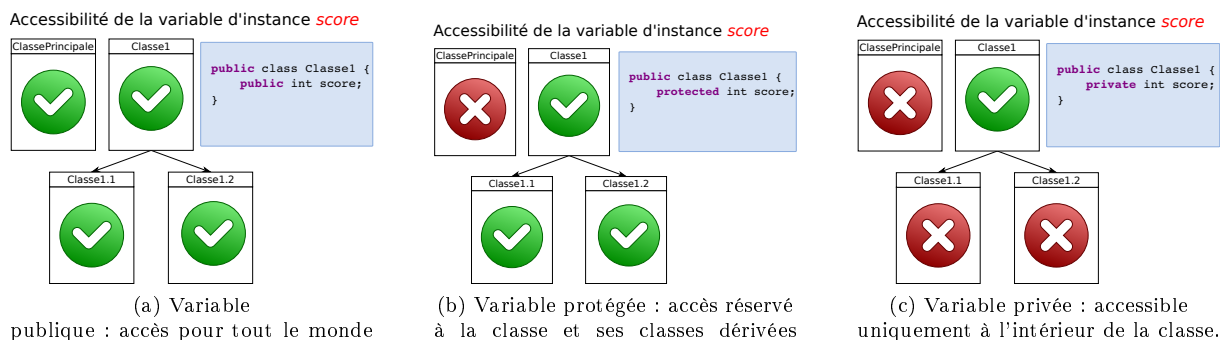 Accessibilité de la variable d'instance score
ClassePrincipale
Classe1
public class Classe1 {
public int score;
}
Classe1.1
Classe1.2
(a) Variable
publique : accès pour tout le monde
Accessibilité de la variable d'instance score
ClassePrincipale
Classe1
public class Classe1 {
protected int score;
}
Classe1.1
Classe1.2
(b) Variable protégée : accès réservé
à la classe et ses classes dérivées
Accessibilité de la variable d'instance score
ClassePrincipale
Classe1
public class Classe1 {
private int score;
}
Classe1.1
Classe1.2
(c) Variable privée : accessible
uniquement à l'intérieur de la classe.